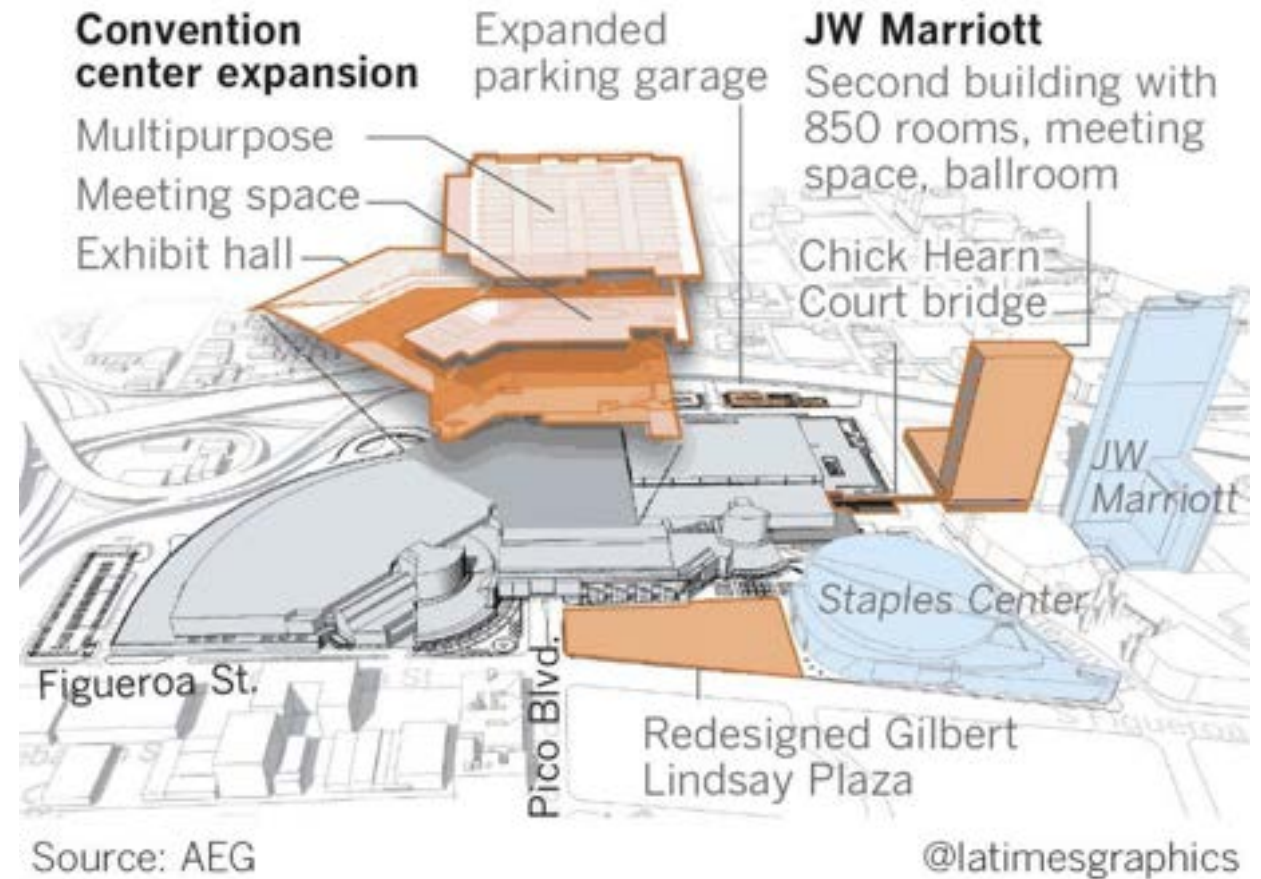 Convention
center expansion
Multipurpose
Meeting space
Exhibit hall
Expanded
parking garage
JW Marriott
Second building with
850 rooms, meeting
space, ballroom
Chick Hearn
Court bridge
JW
Marriott
Staples Center
Figueroa St.
Pico Blvd.
Redesigned Gilbert
Lindsay Plaza
Source: AEG
@latimesgraphics